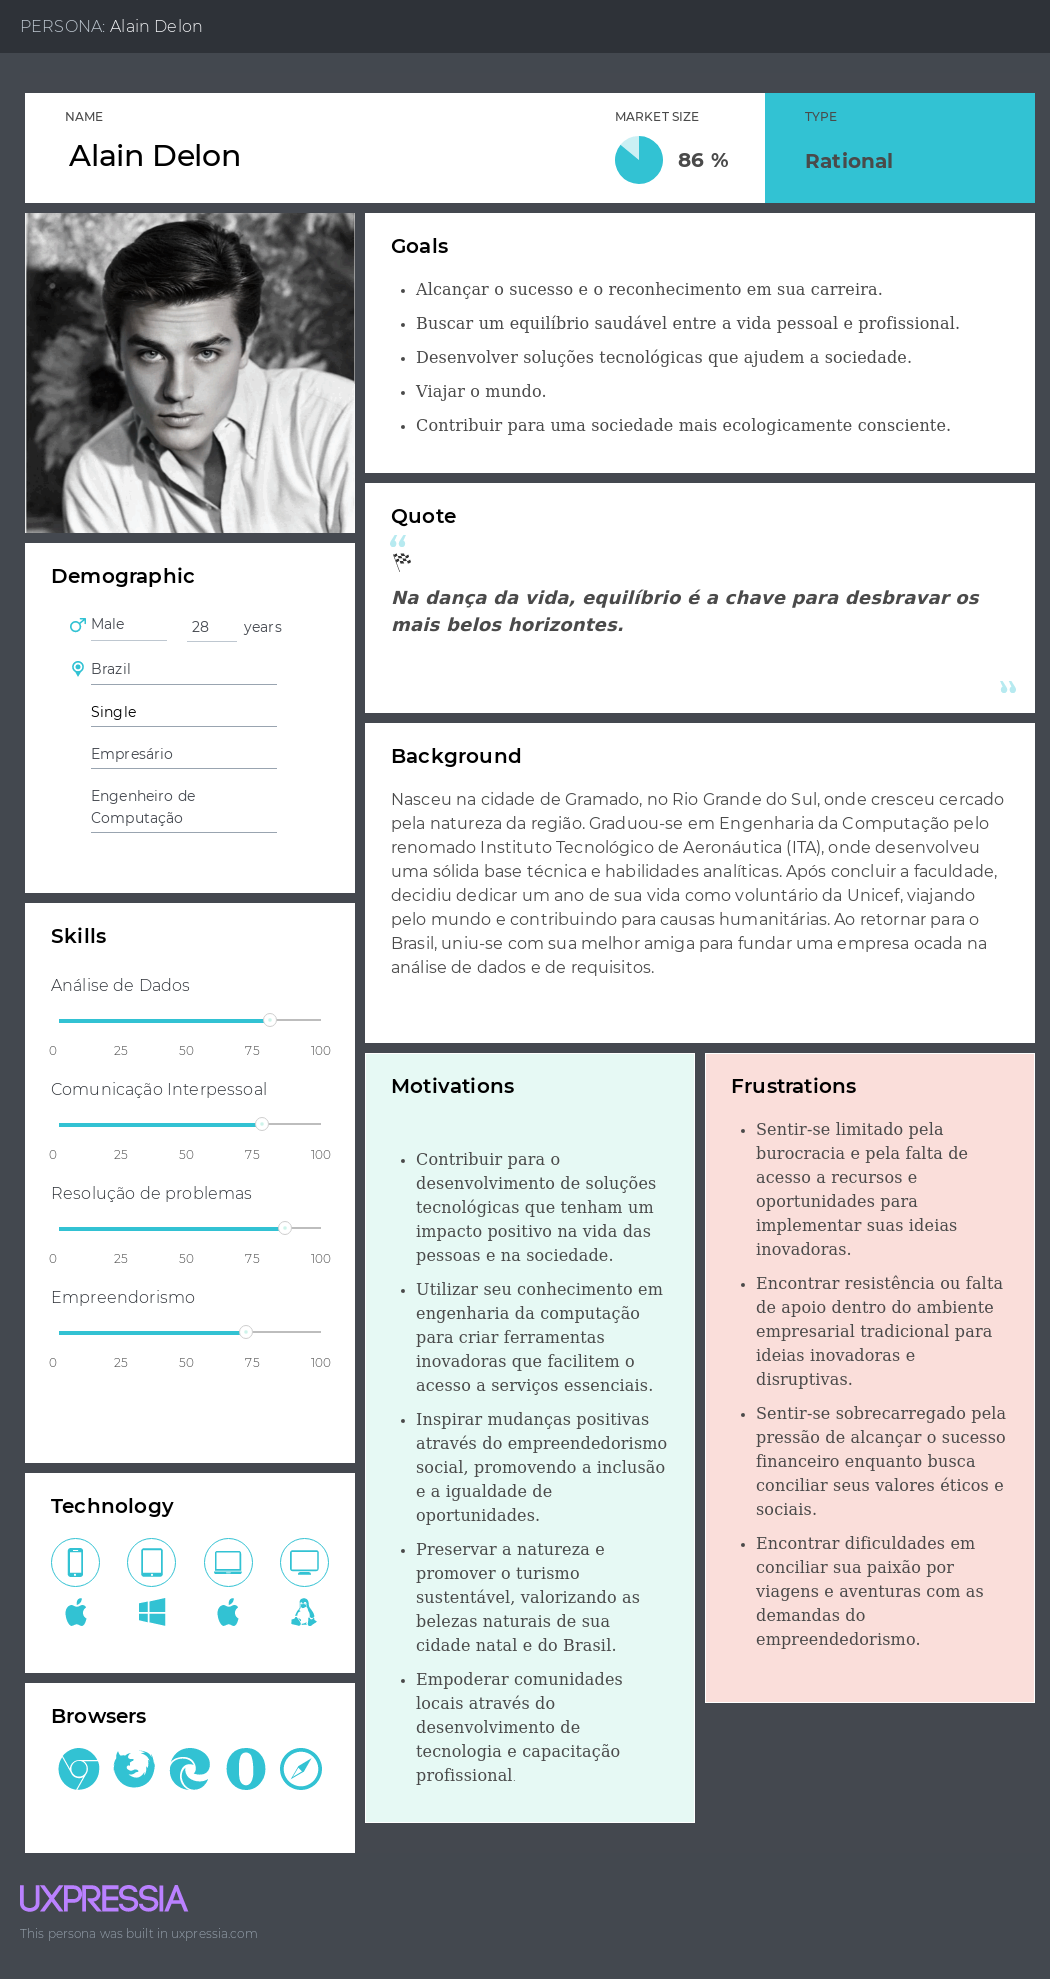 PERSONA: Alain Delon
NAME
Alain Delon
MARKET SIZE
86 %
TYPE
Rational
Goals
Alcançar o sucesso e o reconhecimento em sua carreira.
Buscar um equilíbrio saudável entre a vida pessoal e profissional.
Desenvolver soluções tecnológicas que ajudem a sociedade.
Viajar o mundo.
Contribuir para uma sociedade mais ecologicamente consciente.
Quote
“
Na dança da vida, equilíbrio é a chave para desbravar os
mais belos horizontes.
”
Demographic
Male
28 years
Brazil
Single
Empresário
Engenheiro de
Computação
Background
Nasceu na cidade de Gramado, no Rio Grande do Sul, onde cresceu cercado
pela natureza da região. Graduou-se em Engenharia da Computação pelo
renomado Instituto Tecnológico de Aeronáutica (ITA), onde desenvolveu
uma sólida base técnica e habilidades analíticas. Após concluir a faculdade,
decidiu dedicar um ano de sua vida como voluntário da Unicef, viajando
pelo mundo e contribuindo para causas humanitárias. Ao retornar para o
Brasil, uniu-se com sua melhor amiga para fundar uma empresa ocada na
análise de dados e de requisitos.
Skills
Análise de Dados
0 25 50 75 100
Comunicação Interpessoal
0 25 50 75 100
Resolução de problemas
0 25 50 75 100
Empreendorismo
0 25 50 75 100
Motivations
Contribuir para o
desenvolvimento de soluções
tecnológicas que tenham um
impacto positivo na vida das
pessoas e na sociedade.
Utilizar seu conhecimento em
engenharia da computação
para criar ferramentas
inovadoras que facilitem o
acesso a serviços essenciais.
Inspirar mudanças positivas
através do empreendedorismo
social, promovendo a inclusão
e a igualdade de
oportunidades.
Preservar a natureza e
promover o turismo
sustentável, valorizando as
belezas naturais de sua
cidade natal e do Brasil.
Empoderar comunidades
locais através do
desenvolvimento de
tecnologia e capacitação
profissional.
Frustrations
Sentir-se limitado pela
burocracia e pela falta de
acesso a recursos e
oportunidades para
implementar suas ideias
inovadoras.
Encontrar resistência ou falta
de apoio dentro do ambiente
empresarial tradicional para
ideias inovadoras e
disruptivas.
Sentir-se sobrecarregado pela
pressão de alcançar o sucesso
financeiro enquanto busca
conciliar seus valores éticos e
sociais.
Encontrar dificuldades em
conciliar sua paixão por
viagens e aventuras com as
demandas do
empreendedorismo.
Technology
Browsers
UXPRESSIA
This persona was built in uxpressia.com